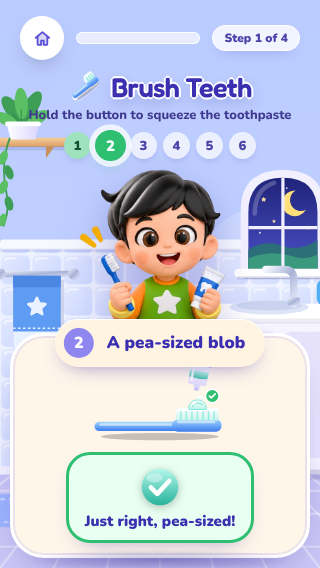 Step 1 of 4
Brush Teeth
Hold the button to squeeze the toothpaste
1 2 3 4 5 6
2 A pea-sized blob
Just right, pea-sized!